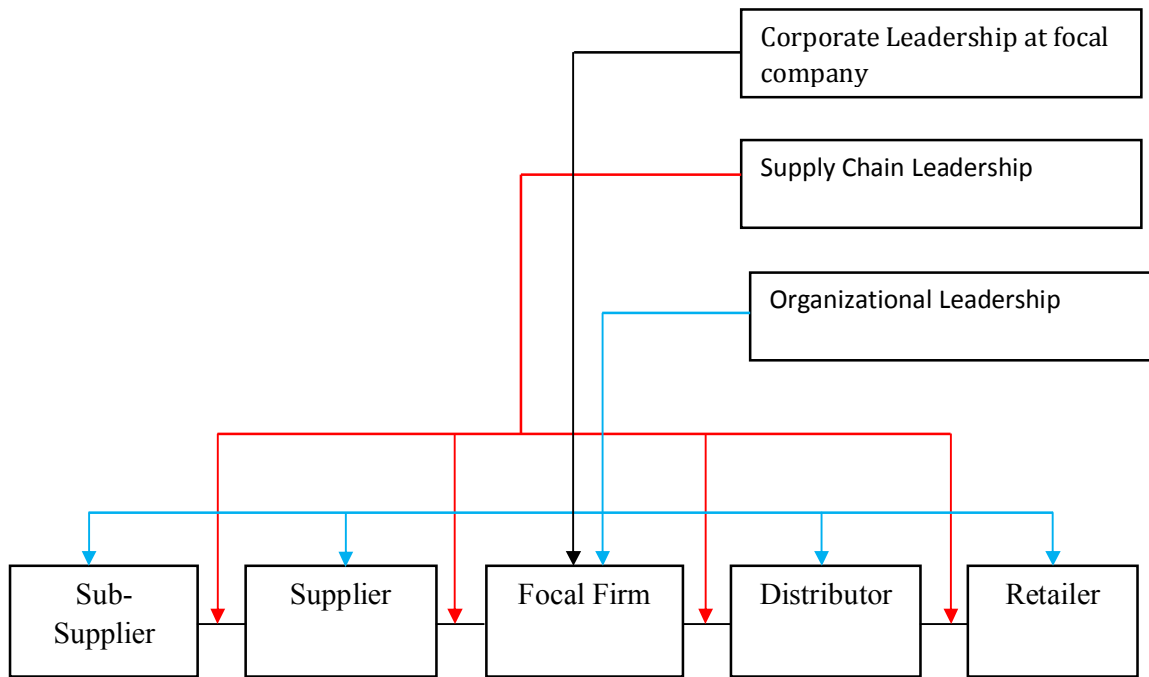 Corporate Leadership at focal
company
Supply Chain Leadership
Organizational Leadership
Sub-
Supplier
Supplier
Focal Firm
Distributor
Retailer